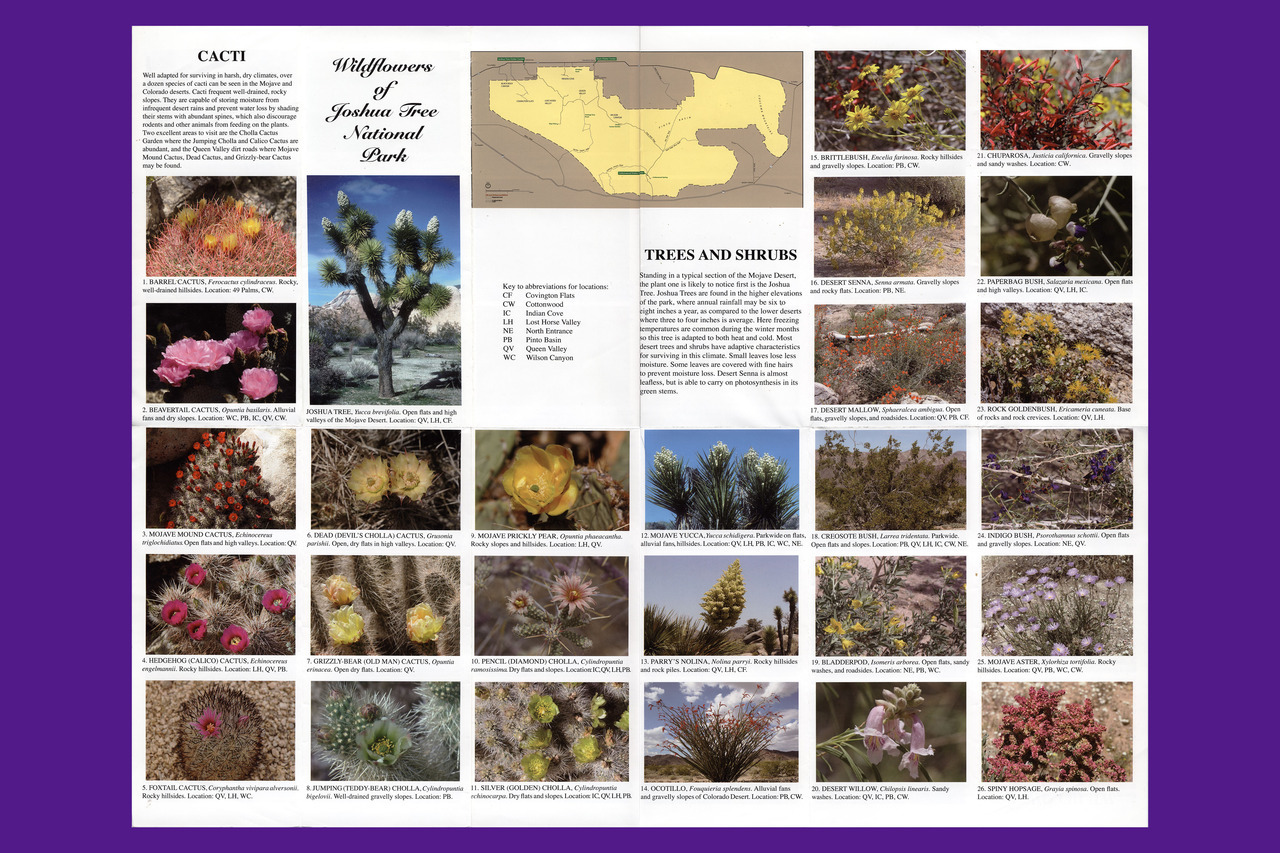 CACTI
Well adapted for surviving in harsh, dry climates, over
a dozen species of cacti can be seen in the Mojave and
Colorado deserts. Cacti frequent well-drained, rocky
slopes. They are capable of storing moisture from
infrequent desert rains and prevent water loss by shading
their stems with abundant spines, which also discourage
rodents and other animals from feeding on the plants.
Two excellent areas to visit are the Cholla Cactus
Garden where the Jumping Cholla and Calico Cactus are
abundant, and the Queen Valley dirt roads where Mojave
Mound Cactus, Dead Cactus, and Grizzly-bear Cactus
may be found.
1. BARREL CACTUS, Ferocactus cylindraceus. Rocky,
well-drained hillsides. Location: 49 Palms, CW.
2. BEAVERTAIL CACTUS, Opuntia basilaris. Alluvial
fans and dry slopes. Location: WC, PB, IC, QV, CW.
Wildflowers
of
Joshua Tree
National
Park
JOSHUA TREE, Yucca brevifolia. Open flats and high
valleys of the Mojave Desert. Location: QV, LH, CF.
Key to abbreviations for locations:
CF Covington Flats
CW Cottonwood
IC Indian Cove
LH Lost Horse Valley
NE North Entrance
PB Pinto Basin
QV Queen Valley
WC Wilson Canyon
TREES AND SHRUBS
Standing in a typical section of the Mojave Desert,
the plant one is likely to notice first is the Joshua
Tree. Joshua Trees are found in the higher elevations
of the park, where annual rainfall may be six to
eight inches a year, as compared to the lower deserts
where three to four inches is average. Here freezing
temperatures are common during the winter months
so this tree is adapted to both heat and cold. Most
desert trees and shrubs have adaptive characteristics
for surviving in this climate. Small leaves lose less
moisture. Some leaves are covered with fine hairs
to prevent moisture loss. Desert Senna is almost
leafless, but is able to carry on photosynthesis in its
green stems.
15. BRITTLEBUSH, Encelia farinosa. Rocky hillsides
and gravelly slopes. Location: PB, CW.
16. DESERT SENNA, Senna armata. Gravelly slopes
and rocky flats. Location: PB, NE.
17. DESERT MALLOW, Sphaeralcea ambigua. Open
flats, gravelly slopes, and roadsides. Location: QV, PB, CF.
21. CHUPAROSA, Justicia californica. Gravelly slopes
and sandy washes. Location: CW.
22. PAPERBAG BUSH, Salazaria mexicana. Open flats
and high valleys. Location: QV, LH, IC.
23. ROCK GOLDENBUSH, Ericameria cuneata. Base
of rocks and rock crevices. Location: QV, LH.
3. MOJAVE MOUND CACTUS, Echinocereus
triglochidiatus. Open flats and high valleys. Location: QV.
6. DEAD (DEVIL'S CHOLLA) CACTUS, Grusonia
parishii. Open, dry flats in high valleys. Location: QV.
9. MOJAVE PRICKLY PEAR, Opuntia phaeacantha.
Rocky slopes and hillsides. Location: LH, QV.
12. MOJAVE YUCCA, Yucca schidigera. Parkwide on flats,
alluvial fans, hillsides. Location: QV, LH, PB, IC, WC, NE.
18. CREOSOTE BUSH, Larrea tridentata. Parkwide.
Open flats and slopes. Location: PB, QV, LH, IC, CW, NE.
24. INDIGO BUSH, Psorothamnus schottii. Open flats
and gravelly slopes. Location: NE, QV.
4. HEDGEHOG (CALICO) CACTUS, Echinocereus
engelmannii. Rocky hillsides. Location: LH, QV, PB.
7. GRIZZLY-BEAR (OLD MAN) CACTUS, Opuntia
erinacea. Open dry flats. Location: QV.
10. PENCIL (DIAMOND) CHOLLA, Cylindropuntia
ramosissima. Dry flats and slopes. Location: IC, QV, LH, PB.
13. PARRY'S NOLINA, Nolina parryi. Rocky hillsides
and rock piles. Location: QV, LH, CF.
19. BLADDERPOD, Isomeris arborea. Open flats, sandy
washes, and roadsides. Location: NE, PB, WC.
25. MOJAVE ASTER, Xylorhiza tortifolia. Rocky
hillsides. Location: QV, PB, WC, CW.
5. FOXTAIL CACTUS, Coryphantha vivipara alversonii.
Rocky hillsides. Location: QV, LH, WC.
8. JUMPING (TEDDY-BEAR) CHOLLA, Cylindropuntia
bigelovii. Well-drained gravelly slopes. Location: PB.
11. SILVER (GOLDEN) CHOLLA, Cylindropuntia
echinocarpa. Dry flats and slopes. Location: IC, QV, LH, PB.
14. OCOTILLO, Fouquieria splendens. Alluvial fans
and gravelly slopes of Colorado Desert. Location: PB, CW.
20. DESERT WILLOW, Chilopsis linearis. Sandy
washes. Location: QV, IC, PB, CW.
26. SPINY HOPSAGE, Grayia spinosa. Open flats.
Location: QV, LH.